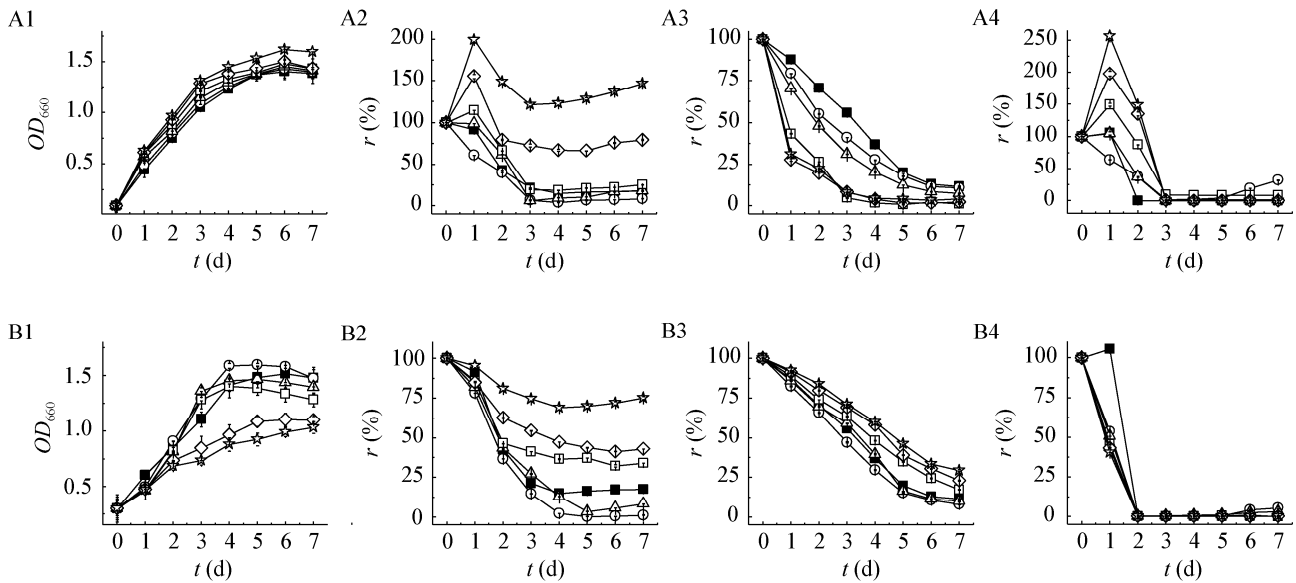 A1 A2 A3 A4
OD660 r (%) r (%) r (%)
1.5 1.0 0.5
200 150 100 50 0
100 75 50 25 0
250 200 150 100 50 0
0 1 2 3 4 5 6 7 0 1 2 3 4 5 6 7 0 1 2 3 4 5 6 7 0 1 2 3 4 5 6 7
t (d) t (d) t (d) t (d)
B1 B2 B3 B4
OD660 r (%) r (%) r (%)
1.5 1.0 0.5
100 75 50 25 0
100 75 50 25 0
100 50 0
0 1 2 3 4 5 6 7 0 1 2 3 4 5 6 7 0 1 2 3 4 5 6 7 0 1 2 3 4 5 6 7
t (d) t (d) t (d) t (d)